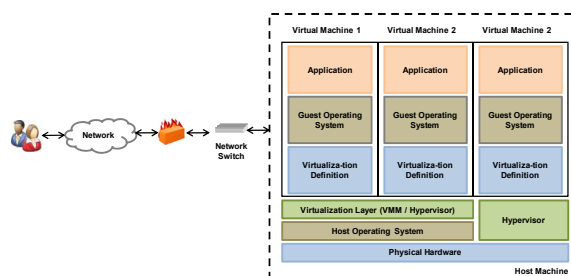 Virtual Machine 1 Virtual Machine 2 Virtual Machine 2
Application Application Application
Guest Operating System Guest Operating System Guest Operating System
Virtualiza-tion Definition Virtualiza-tion Definition Virtualiza-tion Definition
Network
Network
Switch
Virtualization Layer (VMM / Hypervisor)
Hypervisor
Host Operating System
Physical Hardware
Host Machine